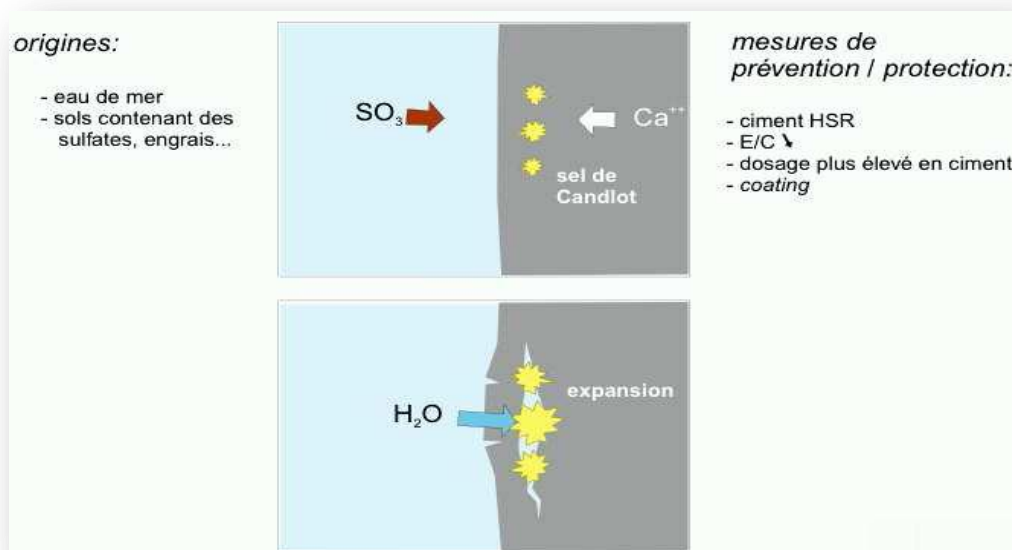 origines:
- eau de mer
- sols contenant des
sulfates, engrais...
SO₃
Ca⁺⁺
sel de
Candlot
mesures de
prévention / protection:
- ciment HSR
- E/C ↘
- dosage plus élevé en ciment
- coating
H₂O
expansion